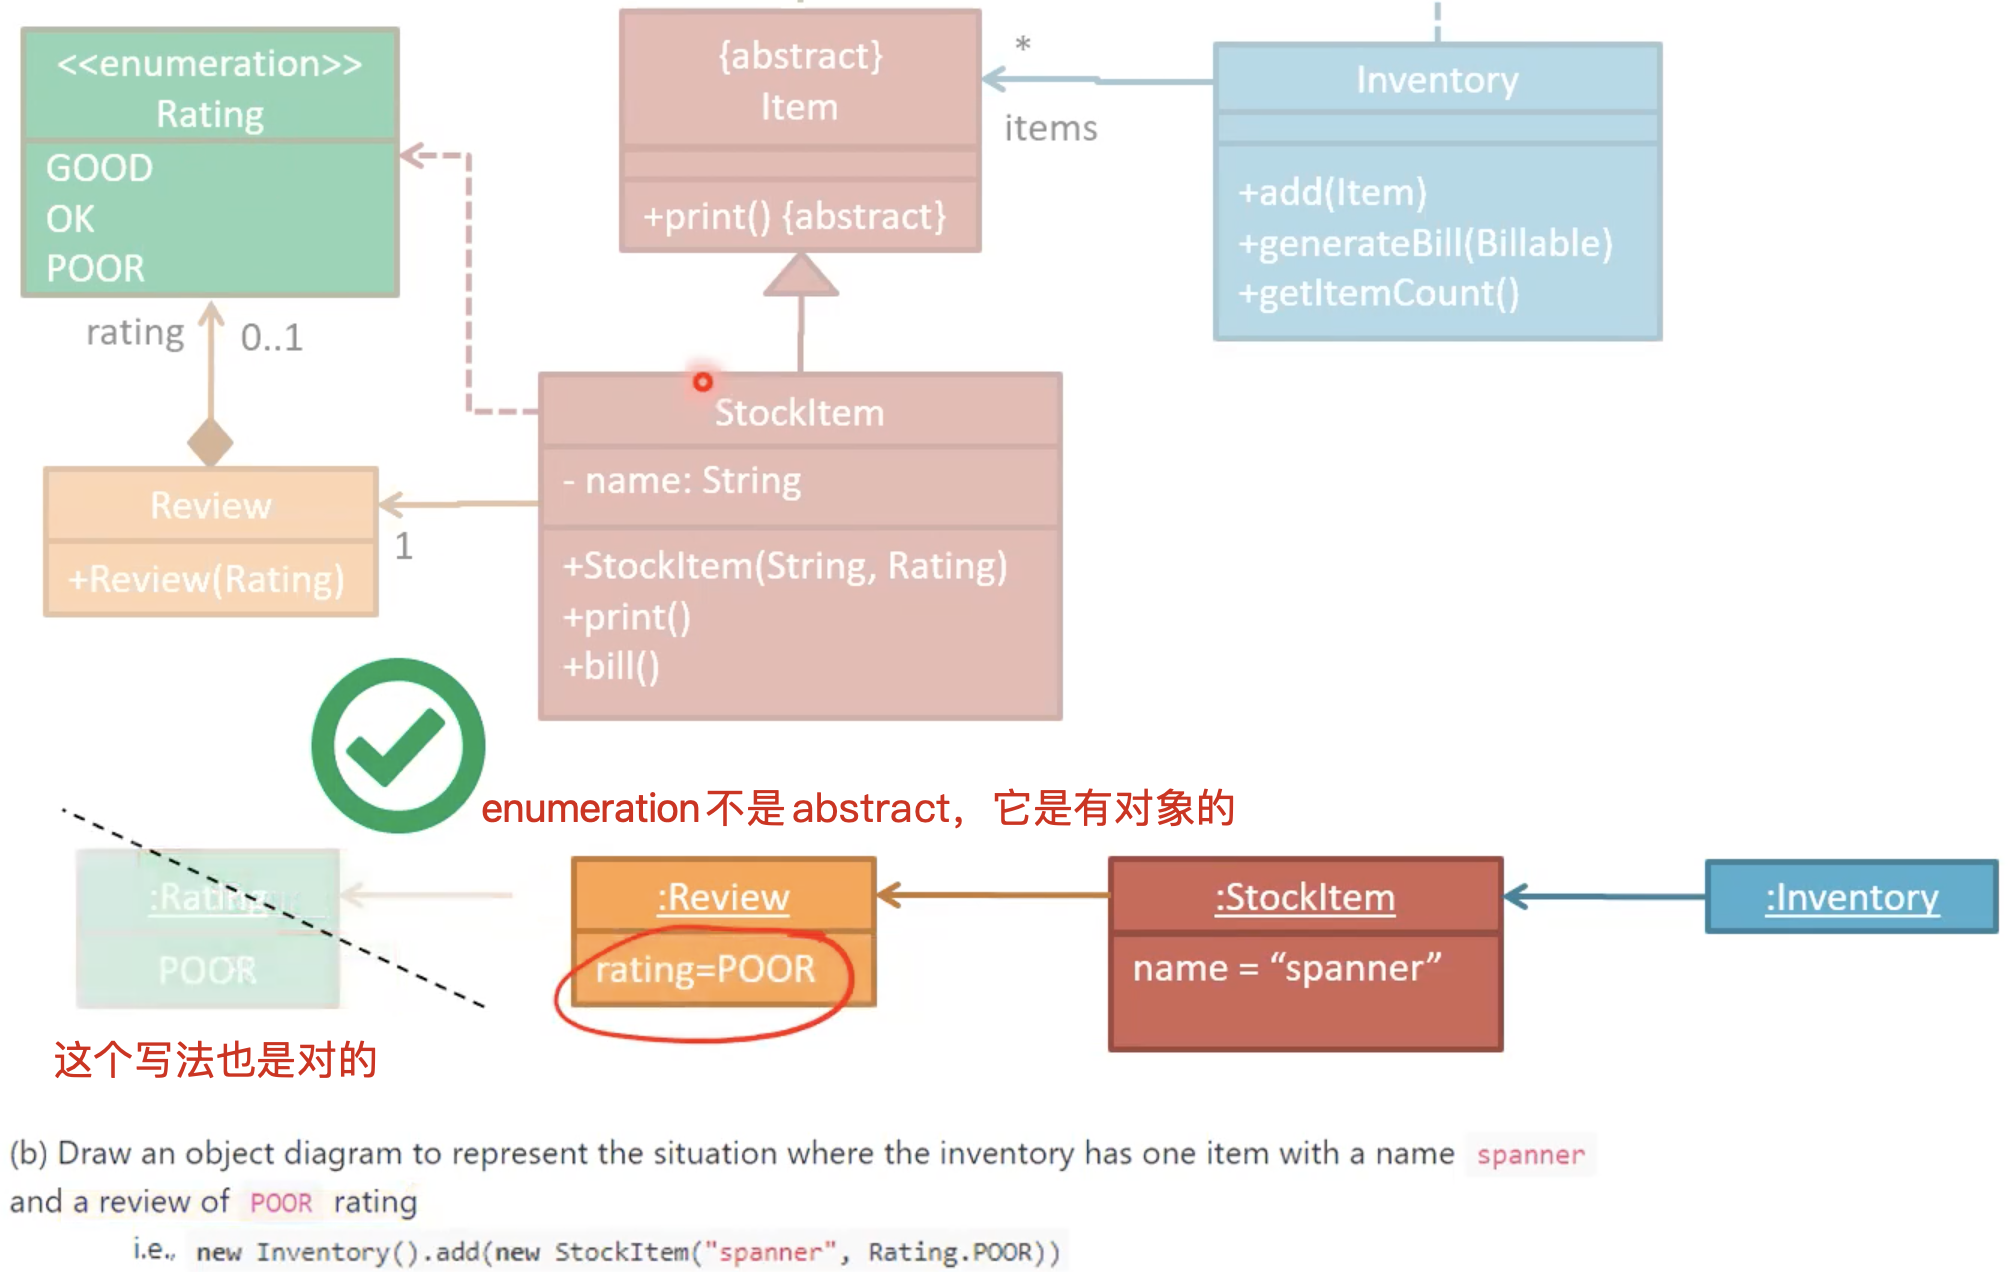 <<enumeration>>
Rating
GOOD
OK
POOR
rating
0..1
Review
+Review(Rating)
1
{abstract}
Item
+print() {abstract}
*
items
Inventory
+add(Item)
+generateBill(Billable)
+getItemCount()
StockItem
- name: String
+StockItem(String, Rating)
+print()
+bill()
enumeration不是abstract，它是有对象的
:Rating
POOR
:Review
rating=POOR
:StockItem
name = “spanner”
:Inventory
这个写法也是对的
(b) Draw an object diagram to represent the situation where the inventory has one item with a name spanner
and a review of POOR rating
i.e., new Inventory().add(new StockItem("spanner", Rating.POOR))